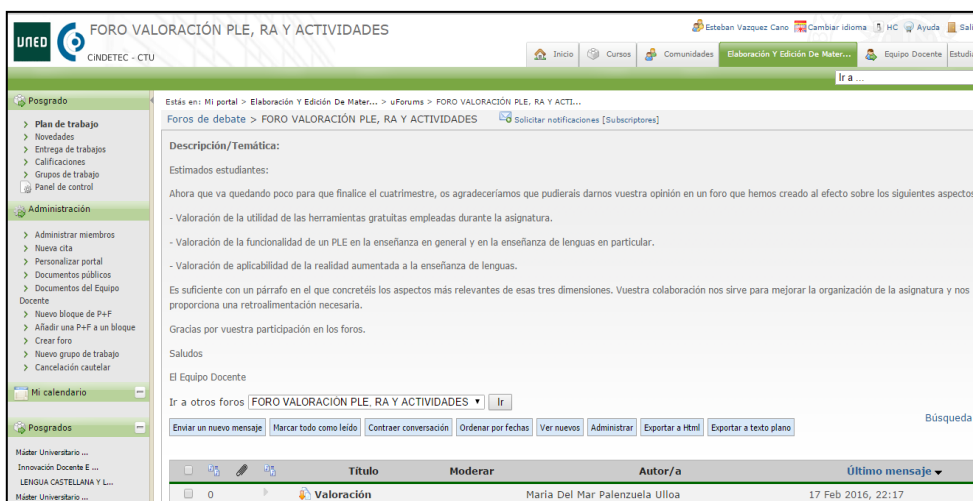 UNED
FORO VALORACIÓN PLE, RA Y ACTIVIDADES
CiNDETEC - CTU
Esteban Vazquez Cano Cambiar idioma HC Ayuda Sali
Inicio Cursos Comunidades Elaboración Y Edición De Mater... Equipo Docente Estudia
Ir a ...
Posgrado
> Plan de trabajo
> Novedades
> Entrega de trabajos
> Calificaciones
> Grupos de trabajo
Panel de control
Administración
> Administrar miembros
> Nueva cita
> Personalizar portal
> Documentos públicos
> Documentos del Equipo
Docente
> Nuevo bloque de P+F
> Añadir una P+F a un bloque
> Crear foro
> Nuevo grupo de trabajo
> Cancelación cautelar
Mi calendario
Posgrados
Máster Universitario ...
Innovación Docente E ...
LENGUA CASTELLANA Y L...
Máster Universitario ...
Estás en: Mi portal > Elaboración Y Edición De Mater... > uForums > FORO VALORACIÓN PLE, RA Y ACTI...
Foros de debate > FORO VALORACIÓN PLE, RA Y ACTIVIDADES Solicitar notificaciones [Subscriptores]
Descripción/Temática:
Estimados estudiantes:
Ahora que va quedando poco para que finalice el cuatrimestre, os agradeceríamos que pudierais darnos vuestra opinión en un foro que hemos creado al efecto sobre los siguientes aspectos
- Valoración de la utilidad de las herramientas gratuitas empleadas durante la asignatura.
- Valoración de la funcionalidad de un PLE en la enseñanza en general y en la enseñanza de lenguas en particular.
- Valoración de aplicabilidad de la realidad aumentada a la enseñanza de lenguas.
Es suficiente con un párrafo en el que concretéis los aspectos más relevantes de esas tres dimensiones. Vuestra colaboración nos sirve para mejorar la organización de la asignatura y nos
proporciona una retroalimentación necesaria.
Gracias por vuestra participación en los foros.
Saludos
El Equipo Docente
Ir a otros foros FORO VALORACIÓN PLE, RA Y ACTIVIDADES Ir
Búsqueda
Enviar un nuevo mensaje Marcar todo como leído Contraer conversación Ordenar por fechas Ver nuevos Administrar Exportar a Html Exportar a texto plano
Título Moderar Autor/a Último mensaje
0 Valoración Maria Del Mar Palenzuela Ulloa 17 Feb 2016, 22:17